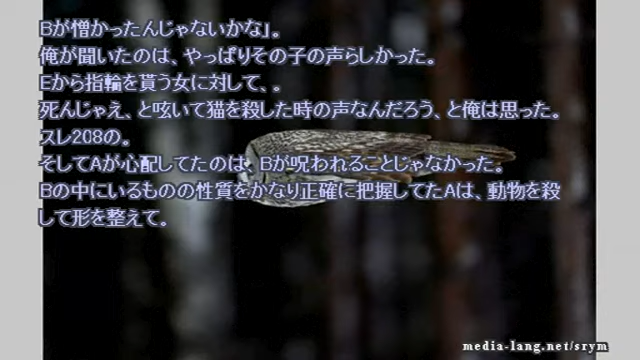 Bが憎かったんじゃないかな』。
俺が聞いたのは、やっぱりその子の声らしかった。
Eから指輪を貰う女に対して、。
死んじゃえ、と呟いて猫を殺した時の声なんだろう、と俺は思った。
スレ208の。
そしてAが心配してたのは、Bが呪われることじゃなかった。
Bの中にいるものの性質をかなり正確に把握してたAは、動物を殺
して形を整えて。
media-lang.net/srym